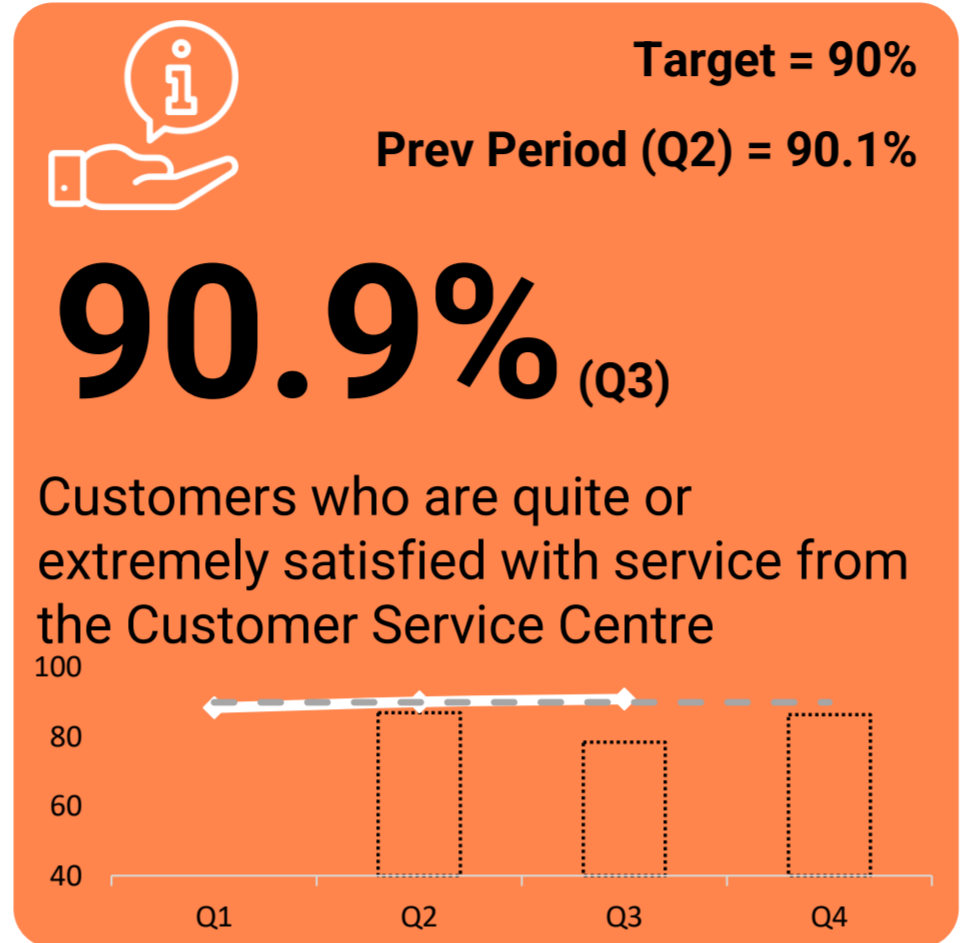 i
Target = 90%
Prev Period (Q2) = 90.1%
90.9% (Q3)
Customers who are quite or
extremely satisfied with service from
the Customer Service Centre
100
80
60
40
Q1 Q2 Q3 Q4